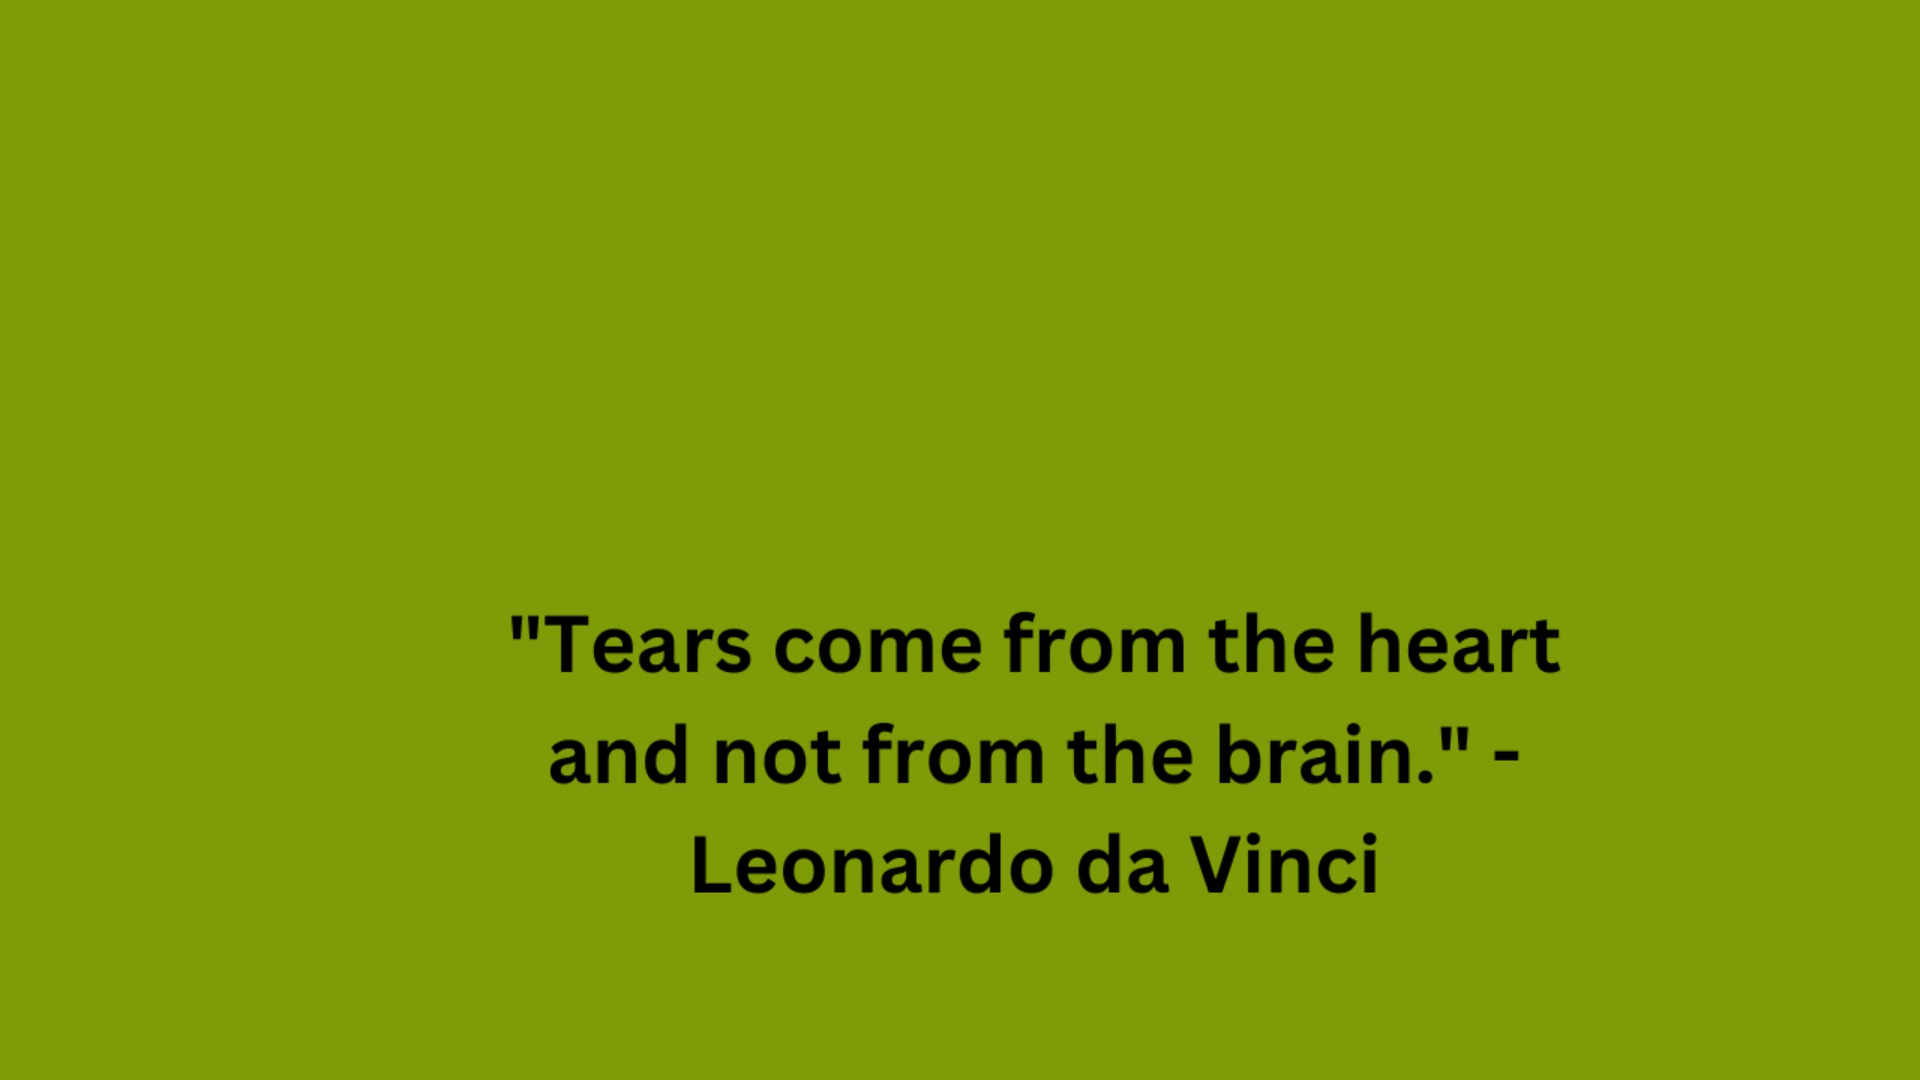 "Tears come from the heart
and not from the brain." -
Leonardo da Vinci